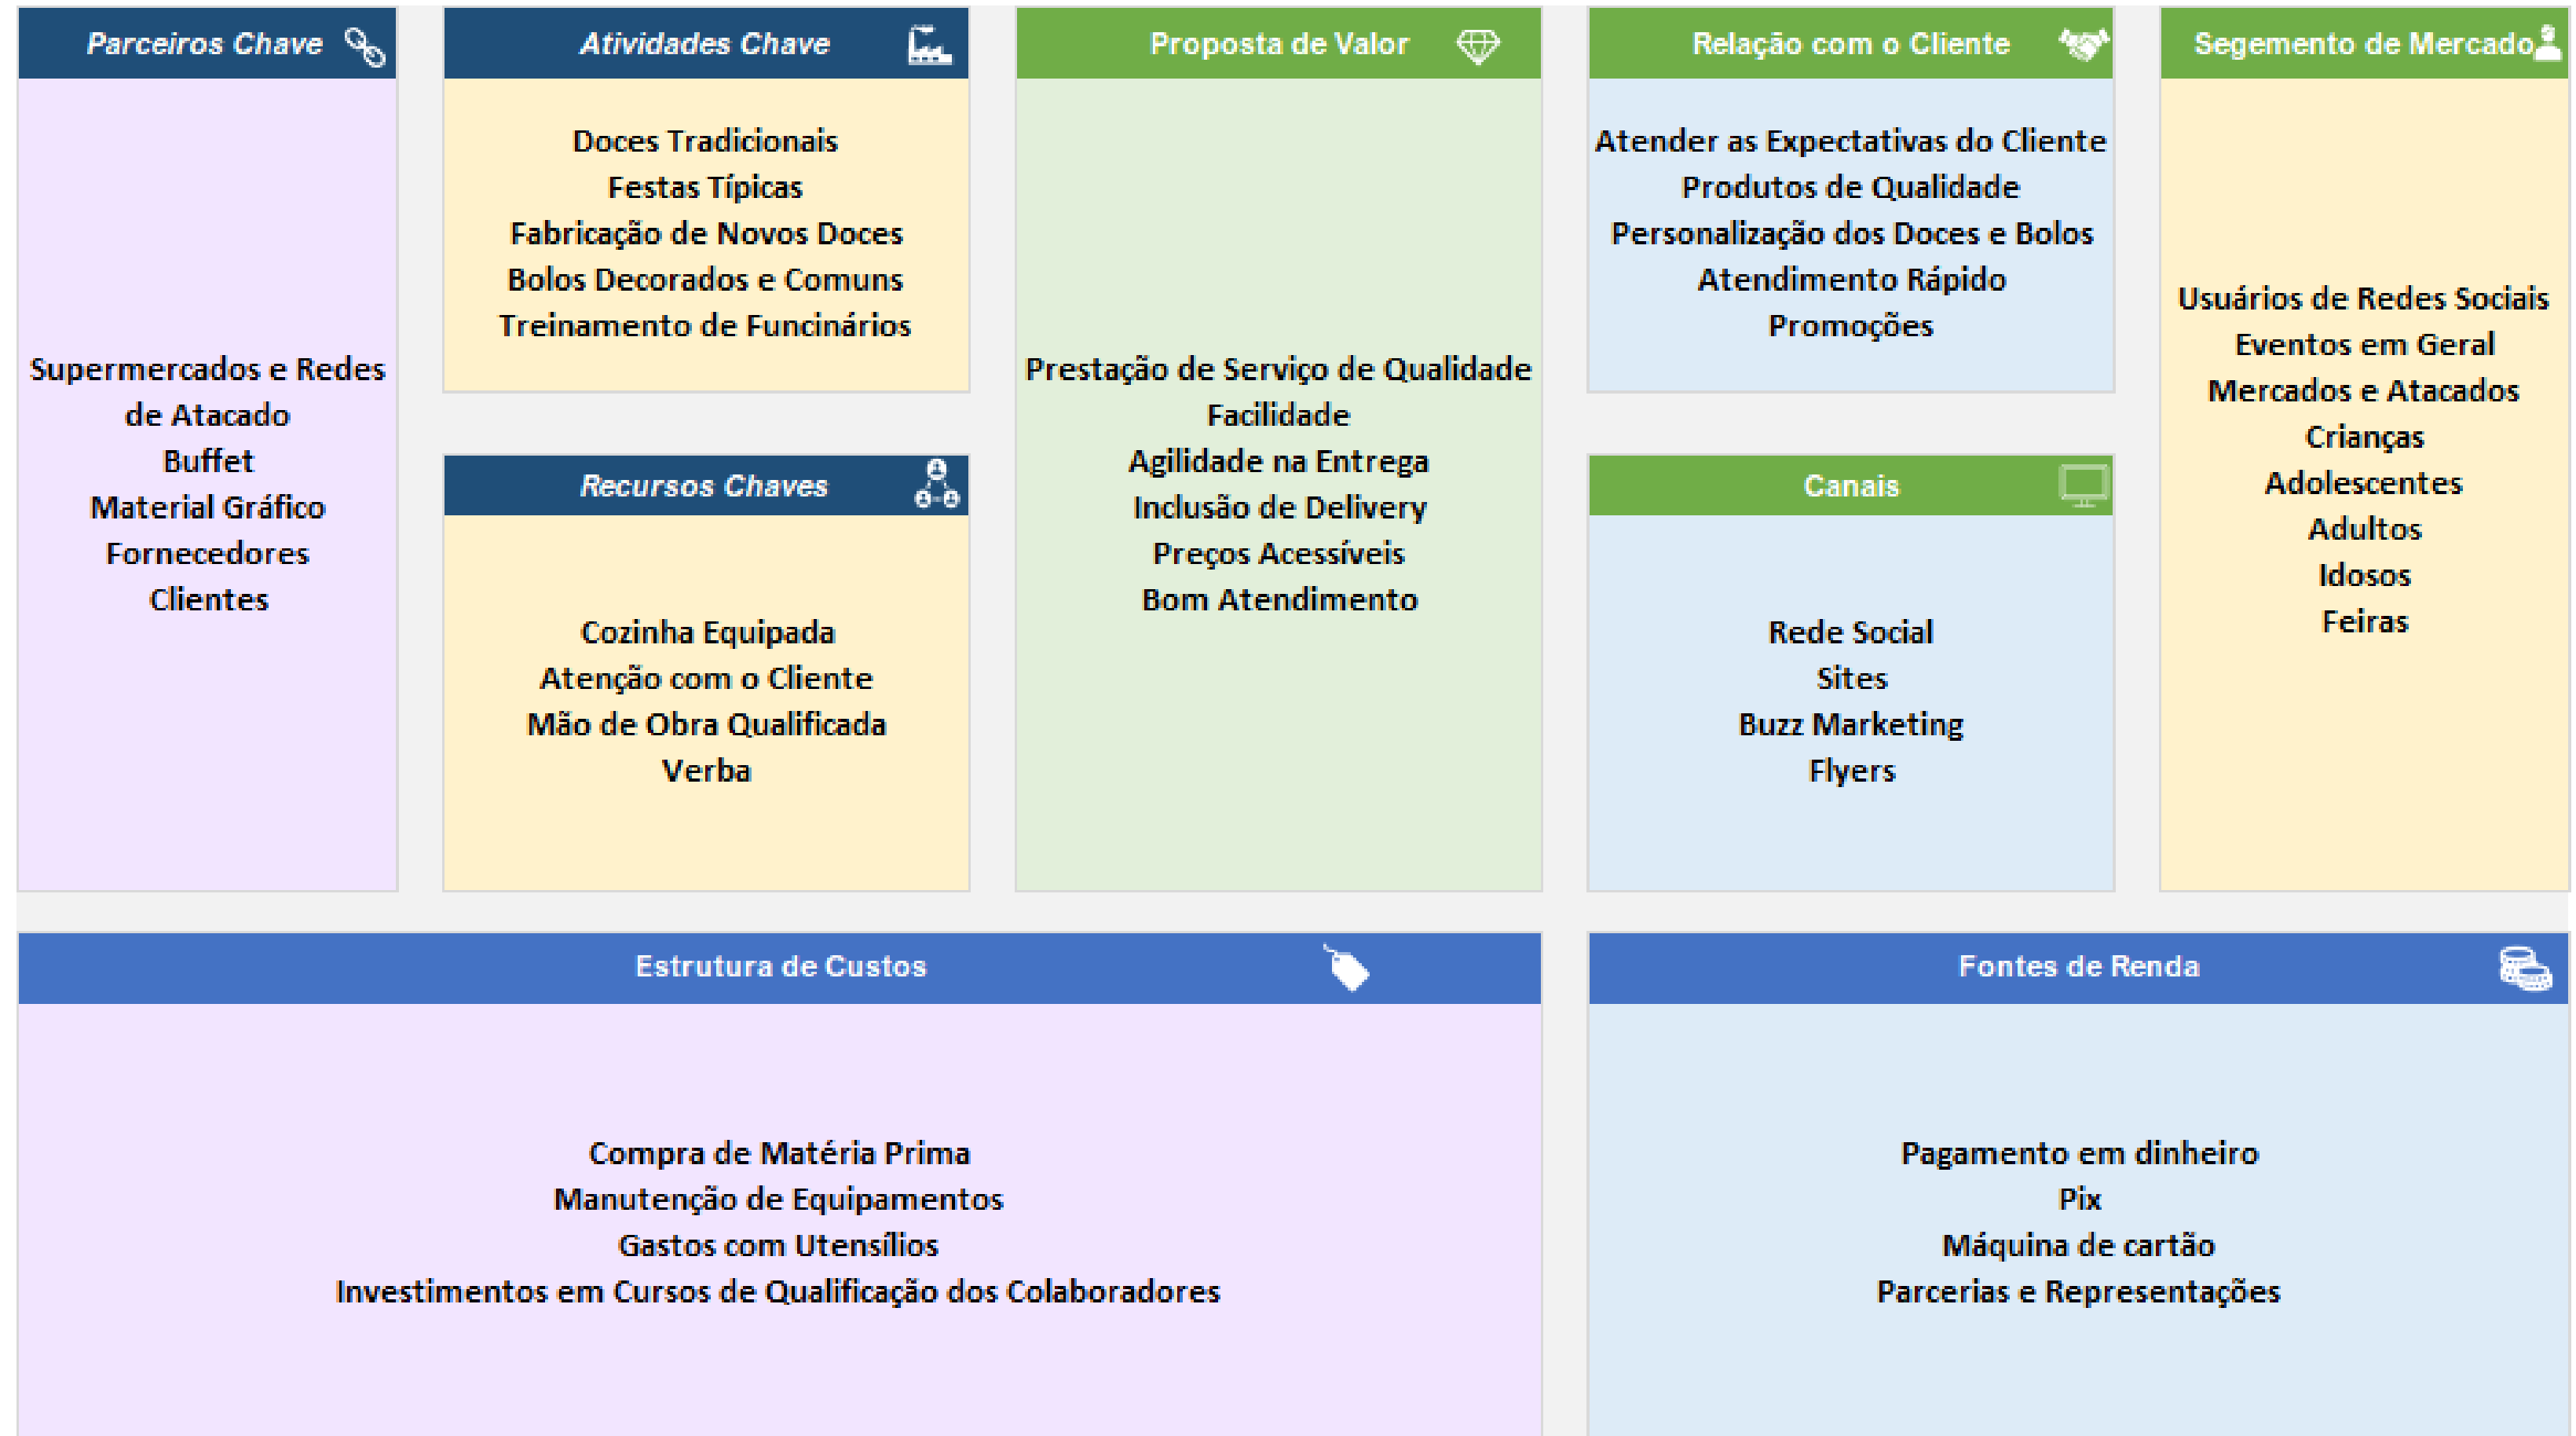 Parceiros Chave
Supermercados e Redes
de Atacado
Buffet
Material Gráfico
Fornecedores
Clientes
Atividades Chave
Doces Tradicionais
Festas Típicas
Fabricação de Novos Doces
Bolos Decorados e Comuns
Treinamento de Funcinários
Recursos Chaves
Cozinha Equipada
Atenção com o Cliente
Mão de Obra Qualificada
Verba
Proposta de Valor
Prestação de Serviço de Qualidade
Facilidade
Agilidade na Entrega
Inclusão de Delivery
Preços Acessíveis
Bom Atendimento
Relação com o Cliente
Atender as Expectativas do Cliente
Produtos de Qualidade
Personalização dos Doces e Bolos
Atendimento Rápido
Promoções
Canais
Rede Social
Sites
Buzz Marketing
Flyers
Segemento de Mercado
Usuários de Redes Sociais
Eventos em Geral
Mercados e Atacados
Crianças
Adolescentes
Adultos
Idosos
Feiras
Estrutura de Custos
Compra de Matéria Prima
Manutenção de Equipamentos
Gastos com Utensílios
Investimentos em Cursos de Qualificação dos Colaboradores
Fontes de Renda
Pagamento em dinheiro
Pix
Máquina de cartão
Parcerias e Representações